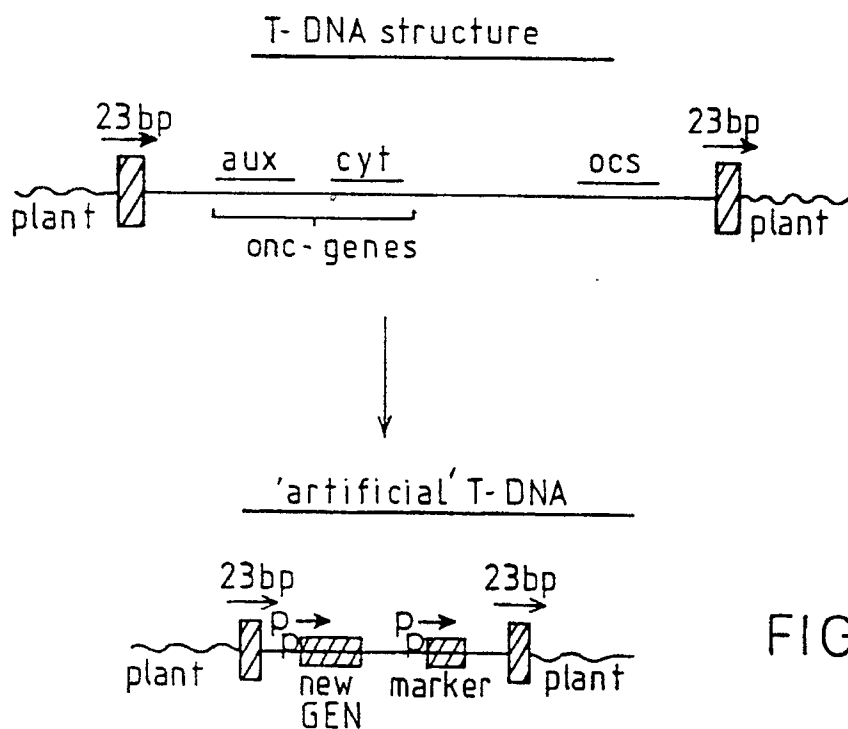 T-DNA structure
23bp
23bp
aux
cyt
ocs
plant
plant
onc-genes
'artificial' T-DNA
23bp
23bp
p
p
p
p
plant
new
GEN
marker
plant
FIG